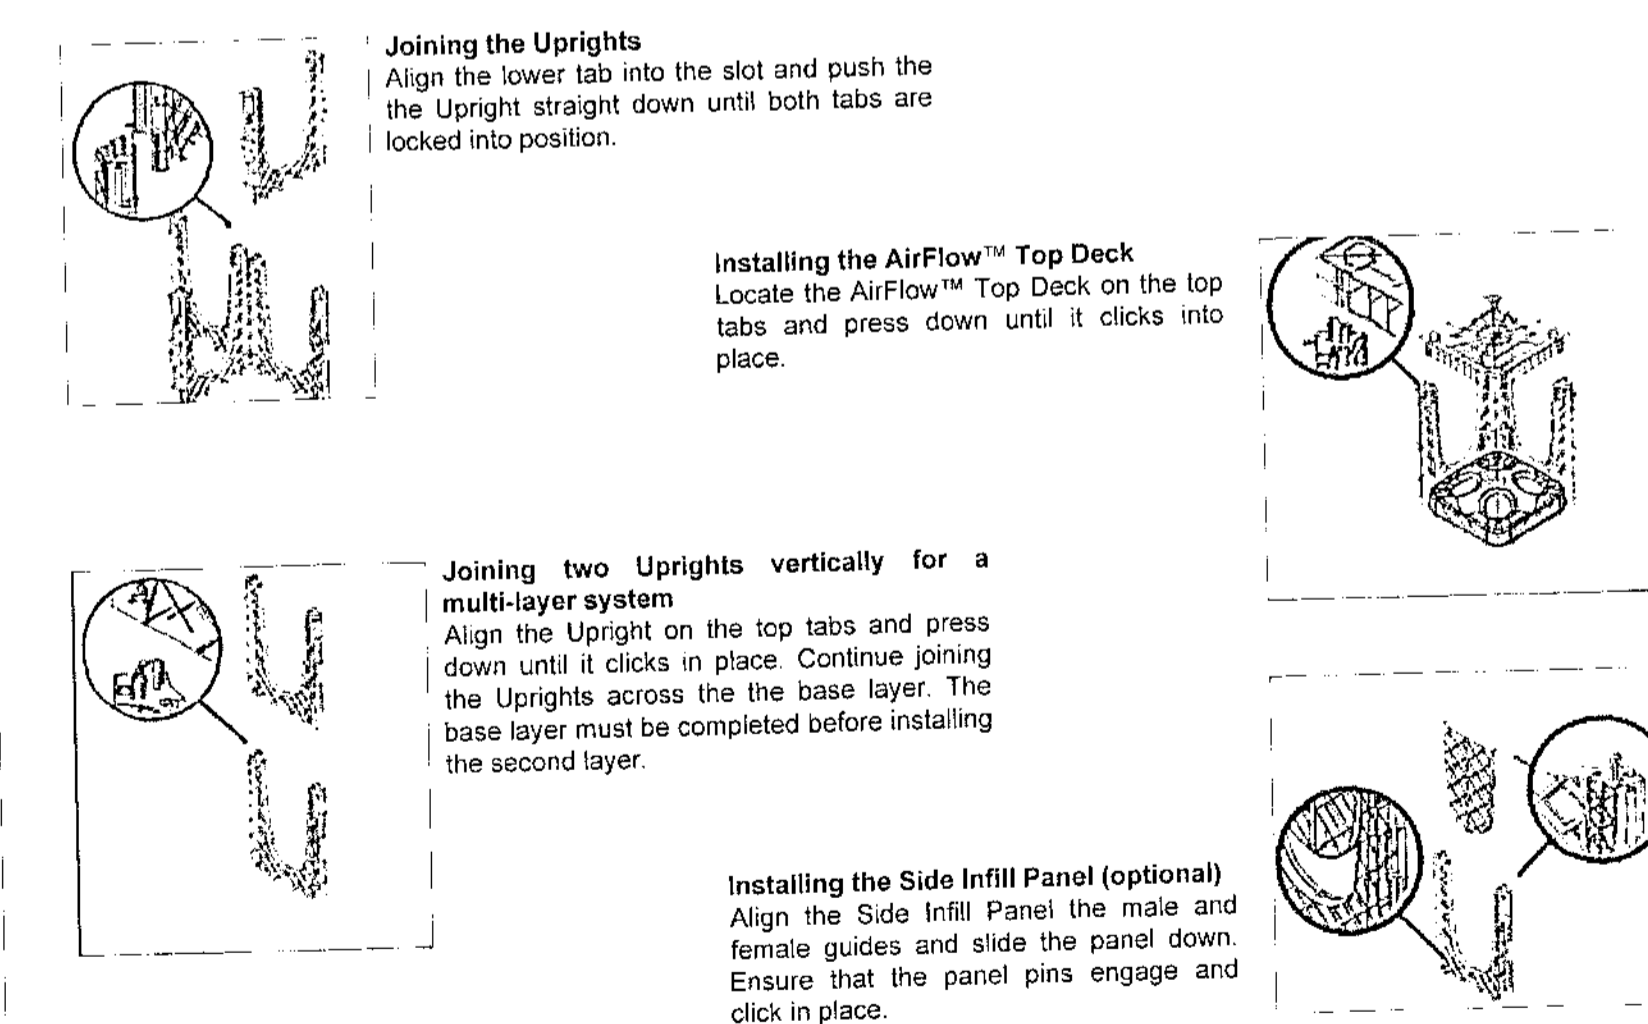 Joining the Uprights
Align the lower tab into the slot and push the
the Upright straight down until both tabs are
locked into position.
Installing the AirFlow™ Top Deck
Locate the AirFlow™ Top Deck on the top
tabs and press down until it clicks into
place.
Joining two Uprights vertically for a
multi-layer system
Align the Upright on the top tabs and press
down until it clicks in place. Continue joining
the Uprights across the the base layer. The
base layer must be completed before installing
the second layer.
Installing the Side Infill Panel (optional)
Align the Side Infill Panel the male and
female guides and slide the panel down.
Ensure that the panel pins engage and
click in place.